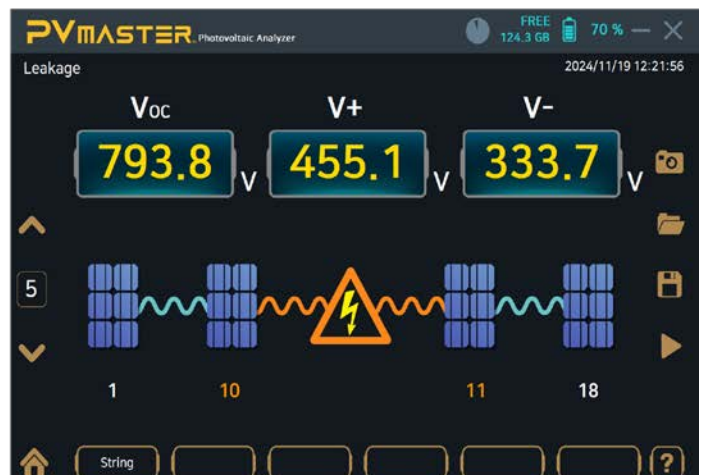 PVMASTER. Photovoltaic Analyzer
FREE
124.3 GB
70 %
Leakage
2024/11/19 12:21:56
Voc V+ V-
793.8 V 455.1 V 333.7 V
5
1 10 11 18
String
?